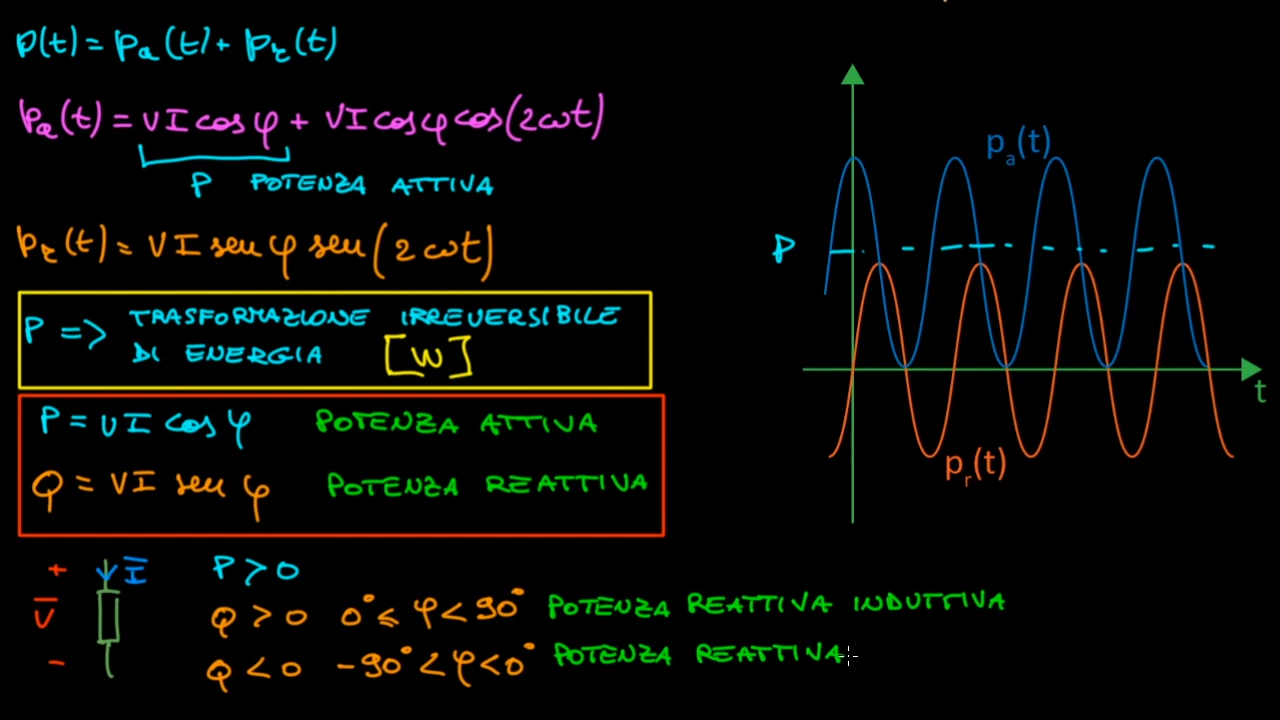 p(t) = pa(t) + pr(t)
pa(t) = VI cos φ + VI cos φ cos(2ωt)
P POTENZA ATTIVA
pr(t) = VI sen φ sen(2ωt)
P => TRASFORMAZIONE IRREVERSIBILE
DI ENERGIA [W]
P = VI cos φ POTENZA ATTIVA
Q = VI sen φ POTENZA REATTIVA
+ I̅ P > 0
V̅ Q > 0 0° ≤ φ < 90° POTENZA REATTIVA INDUTTIVA
− Q < 0 −90° < φ < 0° POTENZA REATTIVA
pa(t)
P
t
pr(t)